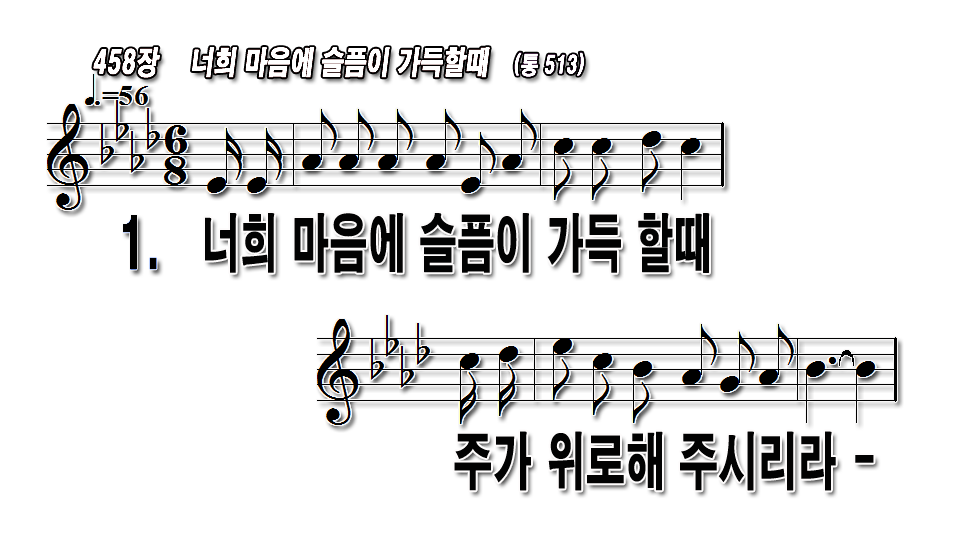 458장 너희 마음에 슬픔이 가득할때 (통 513)
♩.=56
6
8
1. 너희 마음에 슬픔이 가득 할때
주가 위로해 주시리라 -